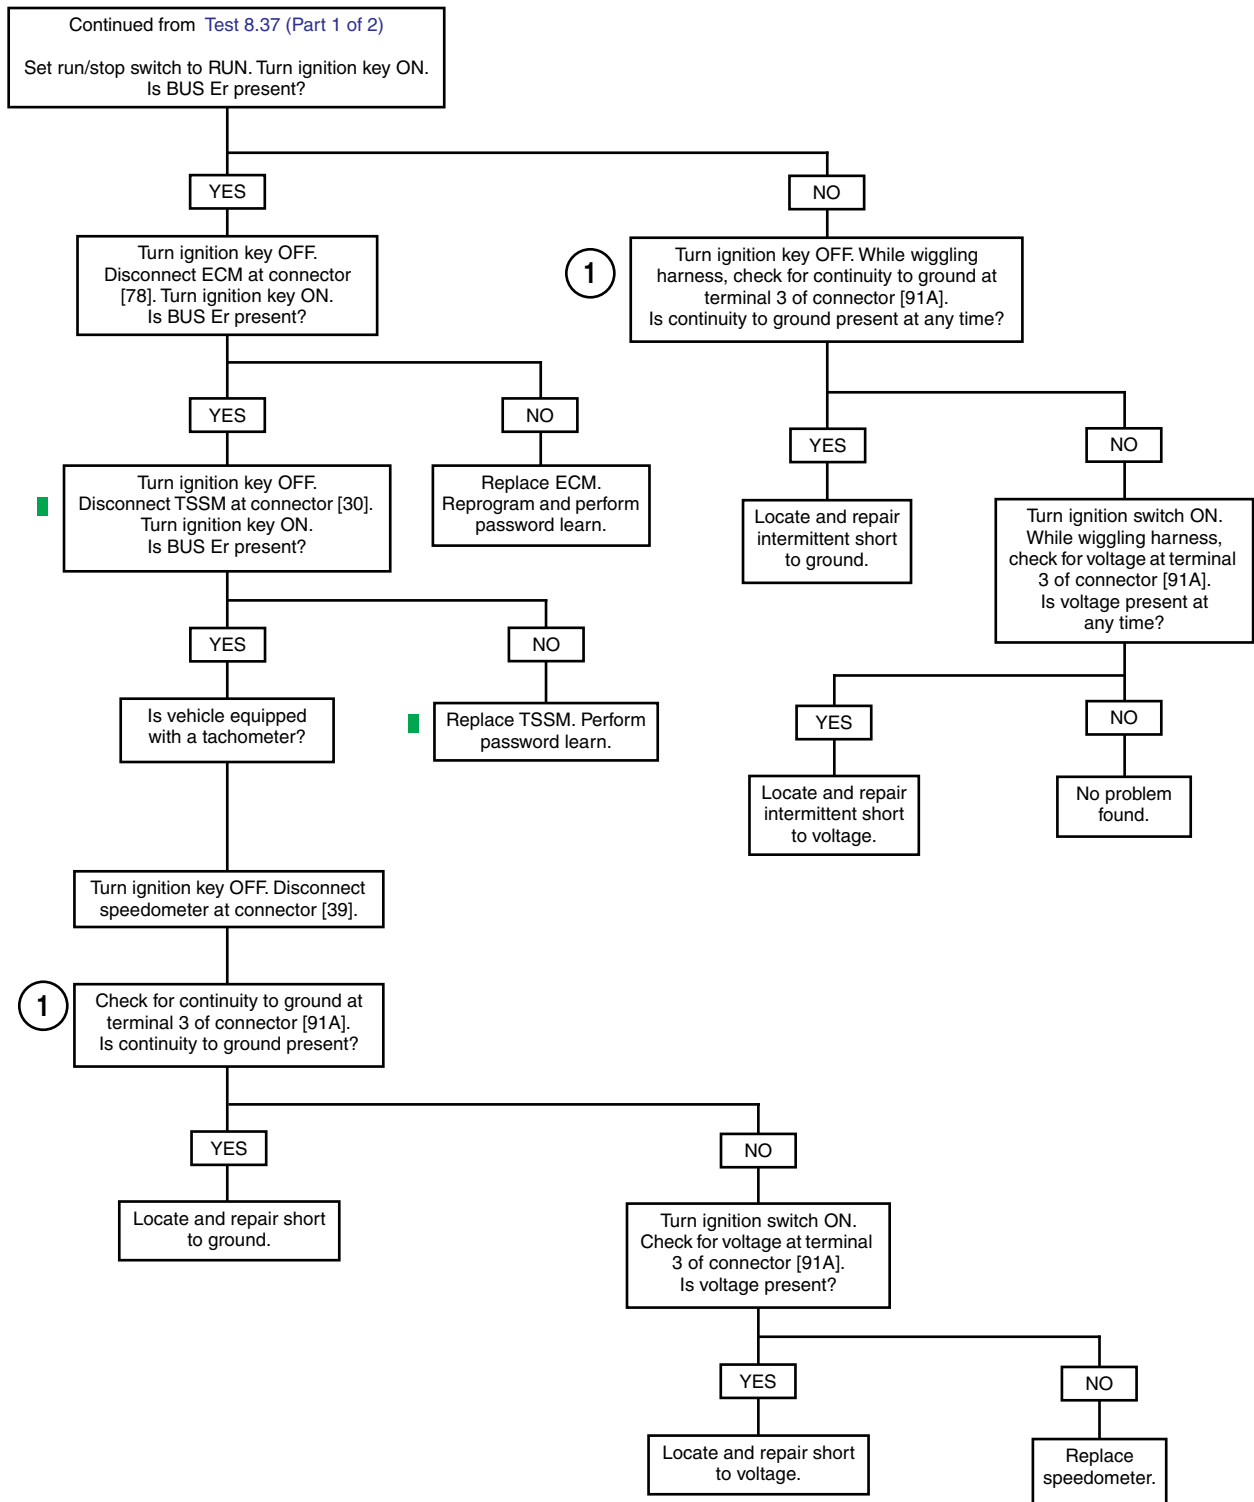 Continued from Test 8.37 (Part 1 of 2)
Set run/stop switch to RUN. Turn ignition key ON.
Is BUS Er present?
YES
NO
Turn ignition key OFF.
Disconnect ECM at connector
[78]. Turn ignition key ON.
Is BUS Er present?
1
Turn ignition key OFF. While wiggling
harness, check for continuity to ground at
terminal 3 of connector [91A].
Is continuity to ground present at any time?
YES
NO
YES
NO
Turn ignition key OFF.
Disconnect TSSM at connector [30].
Turn ignition key ON.
Is BUS Er present?
Replace ECM.
Reprogram and perform
password learn.
Locate and repair
intermittent short
to ground.
Turn ignition switch ON.
While wiggling harness,
check for voltage at terminal
3 of connector [91A].
Is voltage present at
any time?
YES
NO
YES
NO
Is vehicle equipped
with a tachometer?
Replace TSSM. Perform
password learn.
Locate and repair
intermittent short
to voltage.
No problem
found.
Turn ignition key OFF. Disconnect
speedometer at connector [39].
1
Check for continuity to ground at
terminal 3 of connector [91A].
Is continuity to ground present?
YES
NO
Locate and repair short
to ground.
Turn ignition switch ON.
Check for voltage at terminal
3 of connector [91A].
Is voltage present?
YES
NO
Locate and repair short
to voltage.
Replace
speedometer.